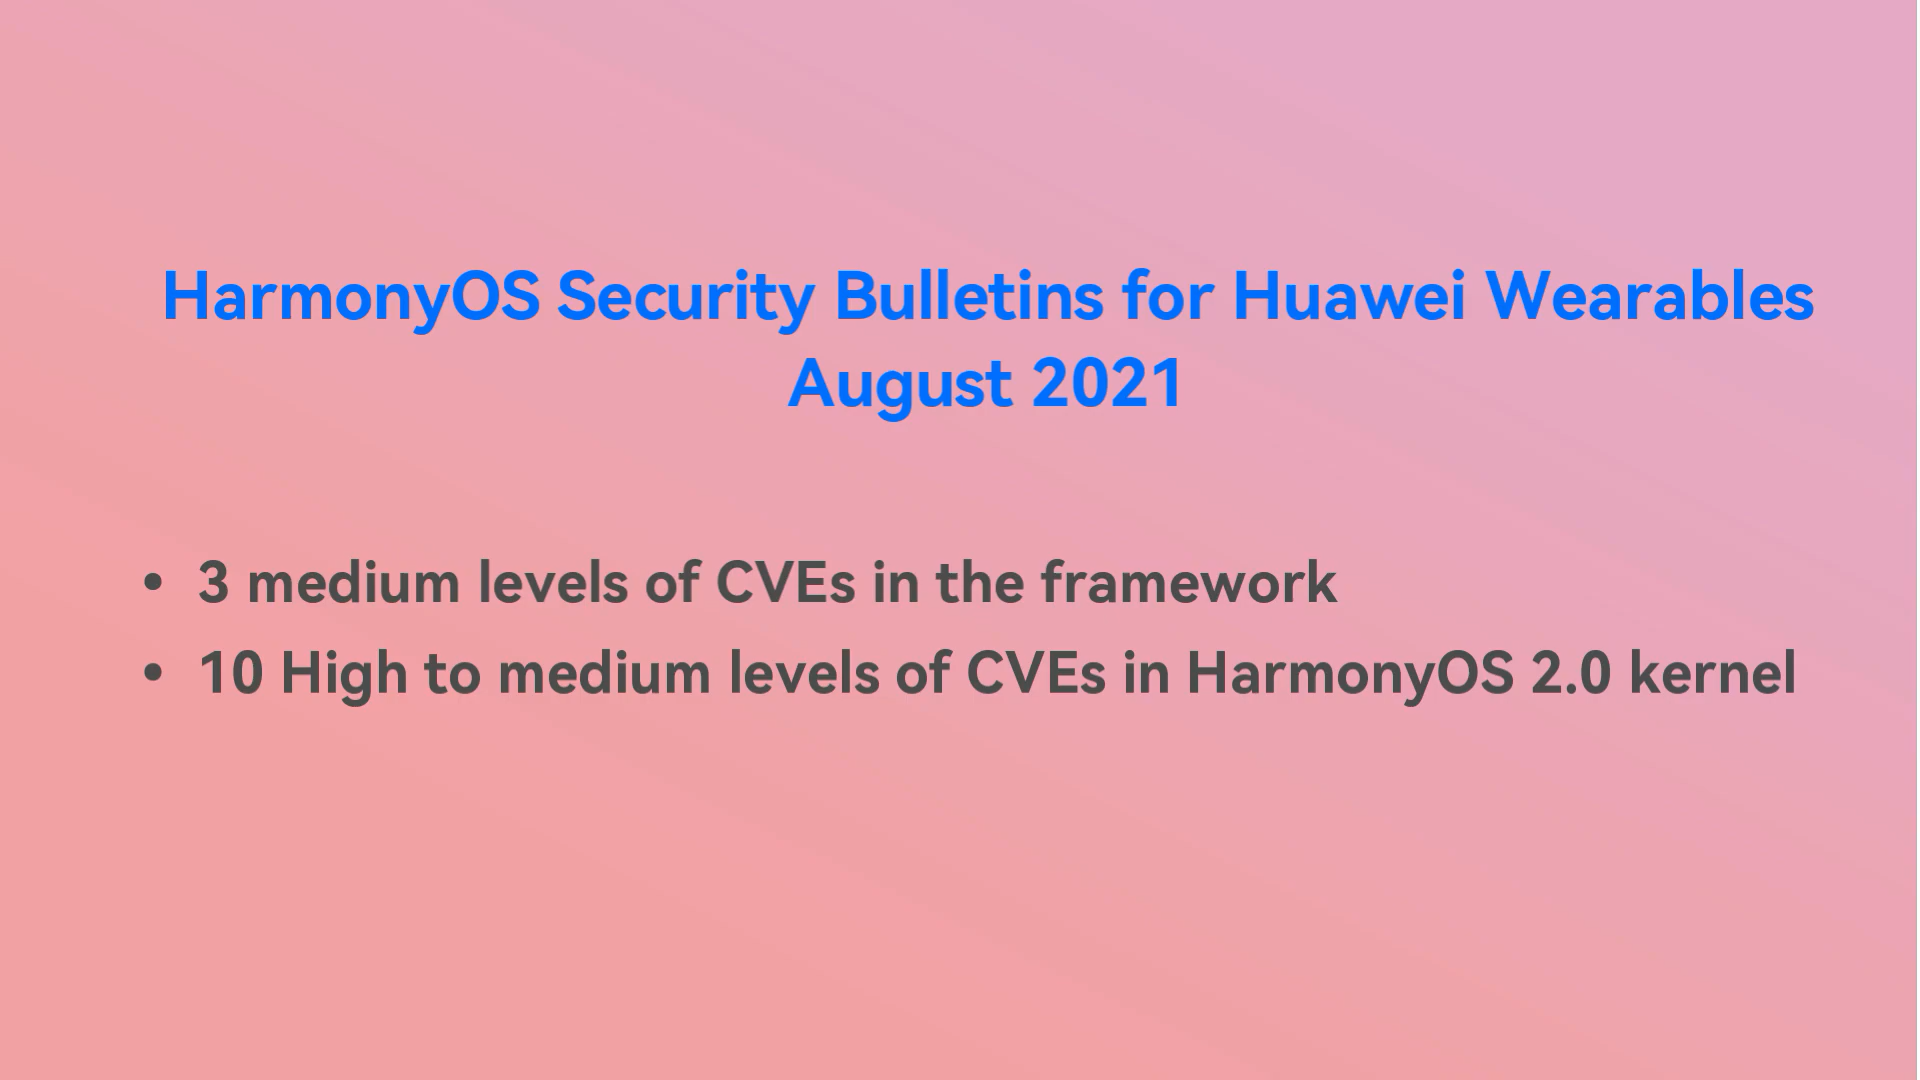 HarmonyOS Security Bulletins for Huawei Wearables
August 2021
• 3 medium levels of CVEs in the framework
• 10 High to medium levels of CVEs in HarmonyOS 2.0 kernel